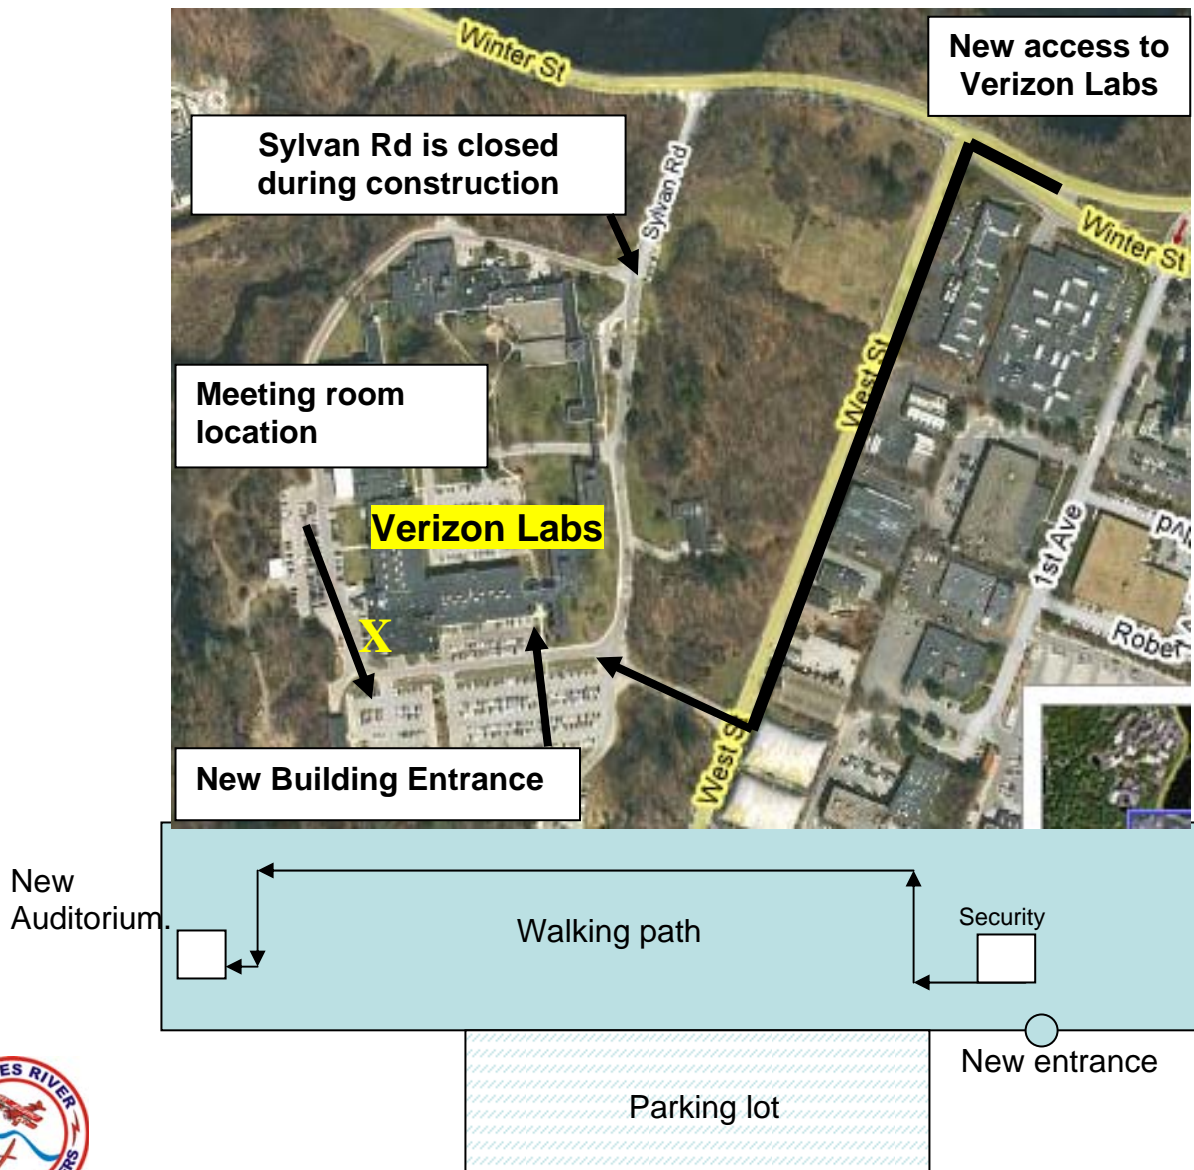 Winter St
New access to
Verizon Labs
Sylvan Rd is closed
during construction
Sylvan Rd
Winter St
West St
Meeting room
location
Verizon Labs
1st Ave
X
New Building Entrance
West St
New
Auditorium.
Walking path
Security
New entrance
Parking lot
ES RIVER